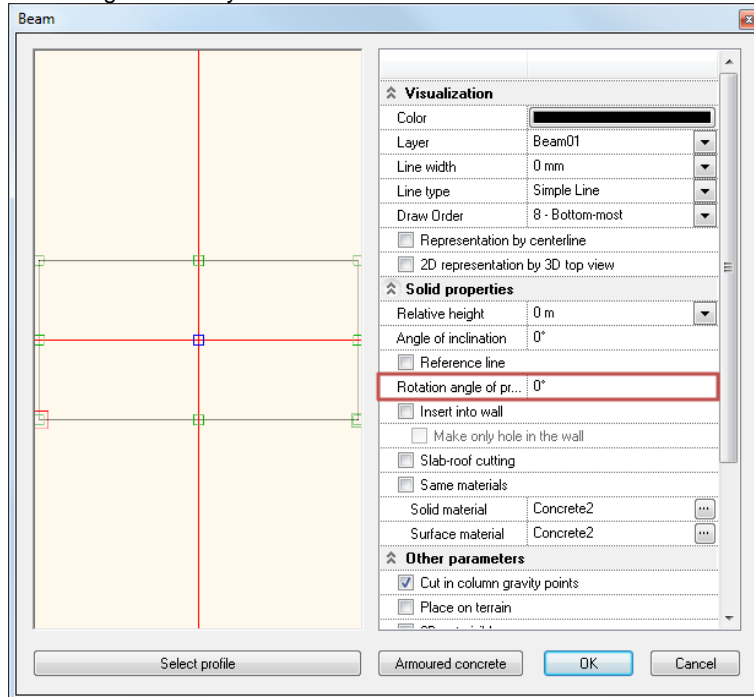 Beam
Visualization
Color
Layer Beam01
Line width 0 mm
Line type Simple Line
Draw Order 8 - Bottom-most
Representation by centerline
2D representation by 3D top view
Solid properties
Relative height 0 m
Angle of inclination 0°
Reference line
Rotation angle of pr... 0°
Insert into wall
Make only hole in the wall
Slab-roof cutting
Same materials
Solid material Concrete2 ...
Surface material Concrete2 ...
Other parameters
Cut in column gravity points
Place on terrain
Select profile Armoured concrete OK Cancel